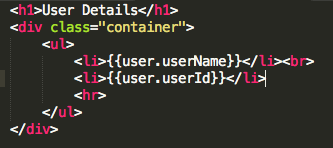 <h1>User Details</h1>
<div class="container">
<ul>
<li>{{user.userName}}</li><br>
<li>{{user.userId}}</li>
<hr>
</ul>
</div>